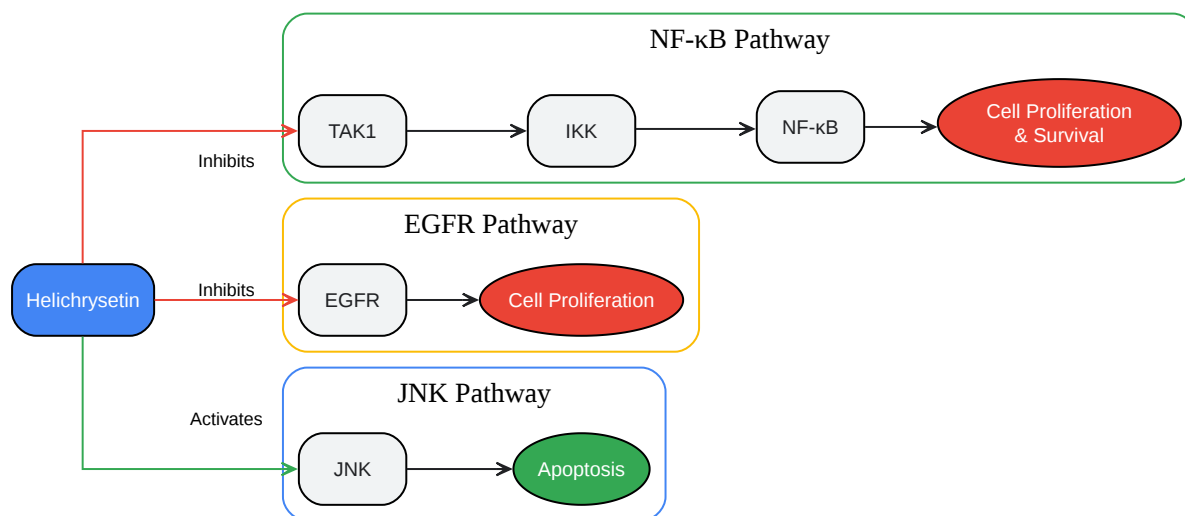 NF-κB Pathway
TAK1
IKK
NF-κB
Cell Proliferation
& Survival
Inhibits
EGFR Pathway
Helichrysetin
Inhibits
EGFR
Cell Proliferation
JNK Pathway
Activates
JNK
Apoptosis